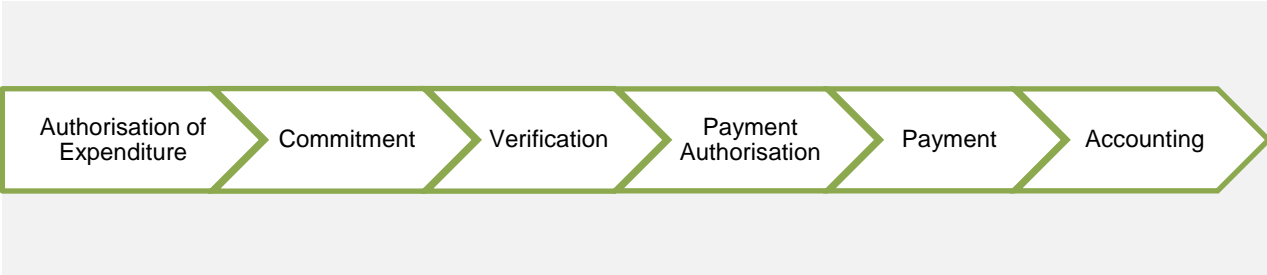 Authorisation of
Expenditure
Commitment
Verification
Payment
Authorisation
Payment
Accounting